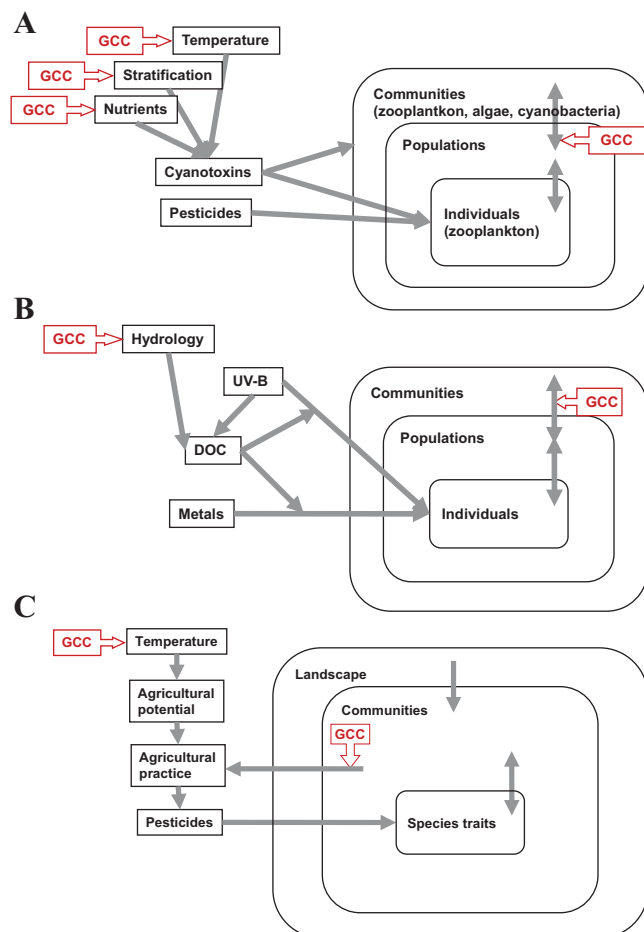 A
GCC
Temperature
GCC
Stratification
GCC
Nutrients
Cyanotoxins
Pesticides
Communities
(zooplantkon, algae, cyanobacteria)
GCC
Populations
Individuals
(zooplankton)
B
GCC
Hydrology
UV-B
DOC
Metals
Communities
GCC
Populations
Individuals
C
GCC
Temperature
Agricultural
potential
Agricultural
practice
Pesticides
Landscape
Communities
GCC
Species traits